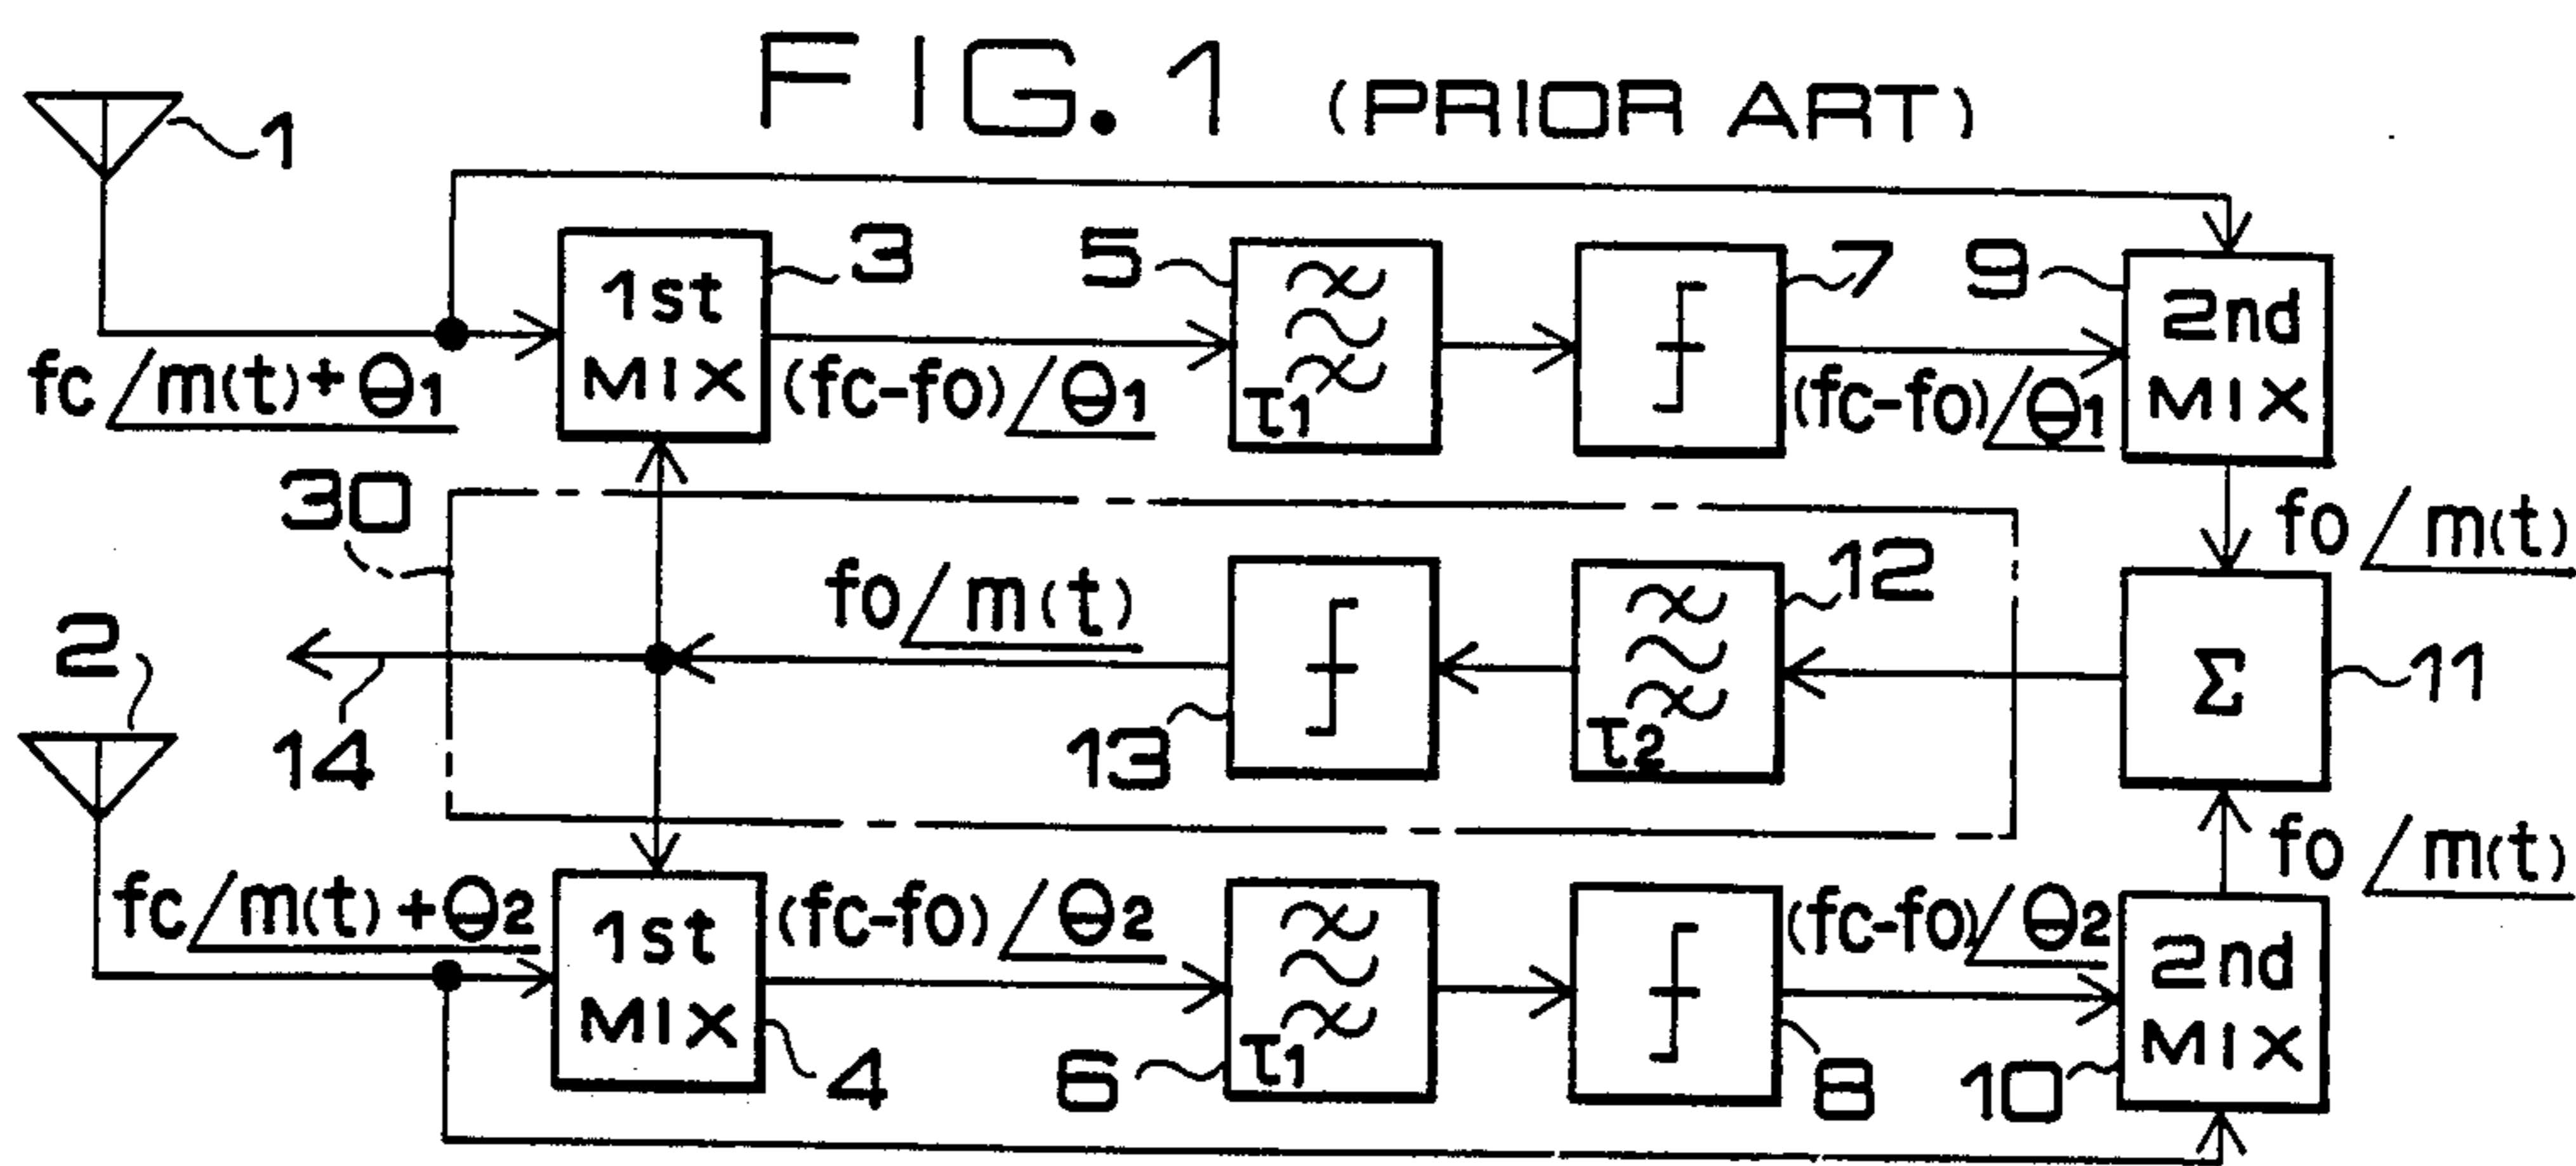 FIG. 1 (PRIOR ART)
1
1st
MIX
3
5
τ1
7
9
2nd
MIX
fc/m(t)+θ1
(fc-fo)/θ1
(fc-fo)/θ1
30
fo/m(t)
fo/m(t)
12
τ2
13
Σ
11
2
14
fo/m(t)
fc/m(t)+θ2
1st
MIX
4
(fc-fo)/θ2
6
τ1
8
(fc-fo)/θ2
2nd
MIX
10